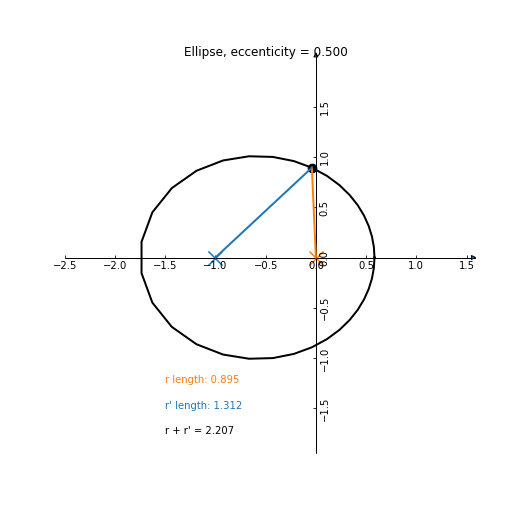 Ellipse, eccentricity = 0.500
1.5
1.0
0.5
0.0
−2.5 −2.0 −1.5 −1.0 −0.5 0.0 0.5 1.0 1.5
−0.5
−1.0
−1.5
r length: 0.895
r' length: 1.312
r + r' = 2.207